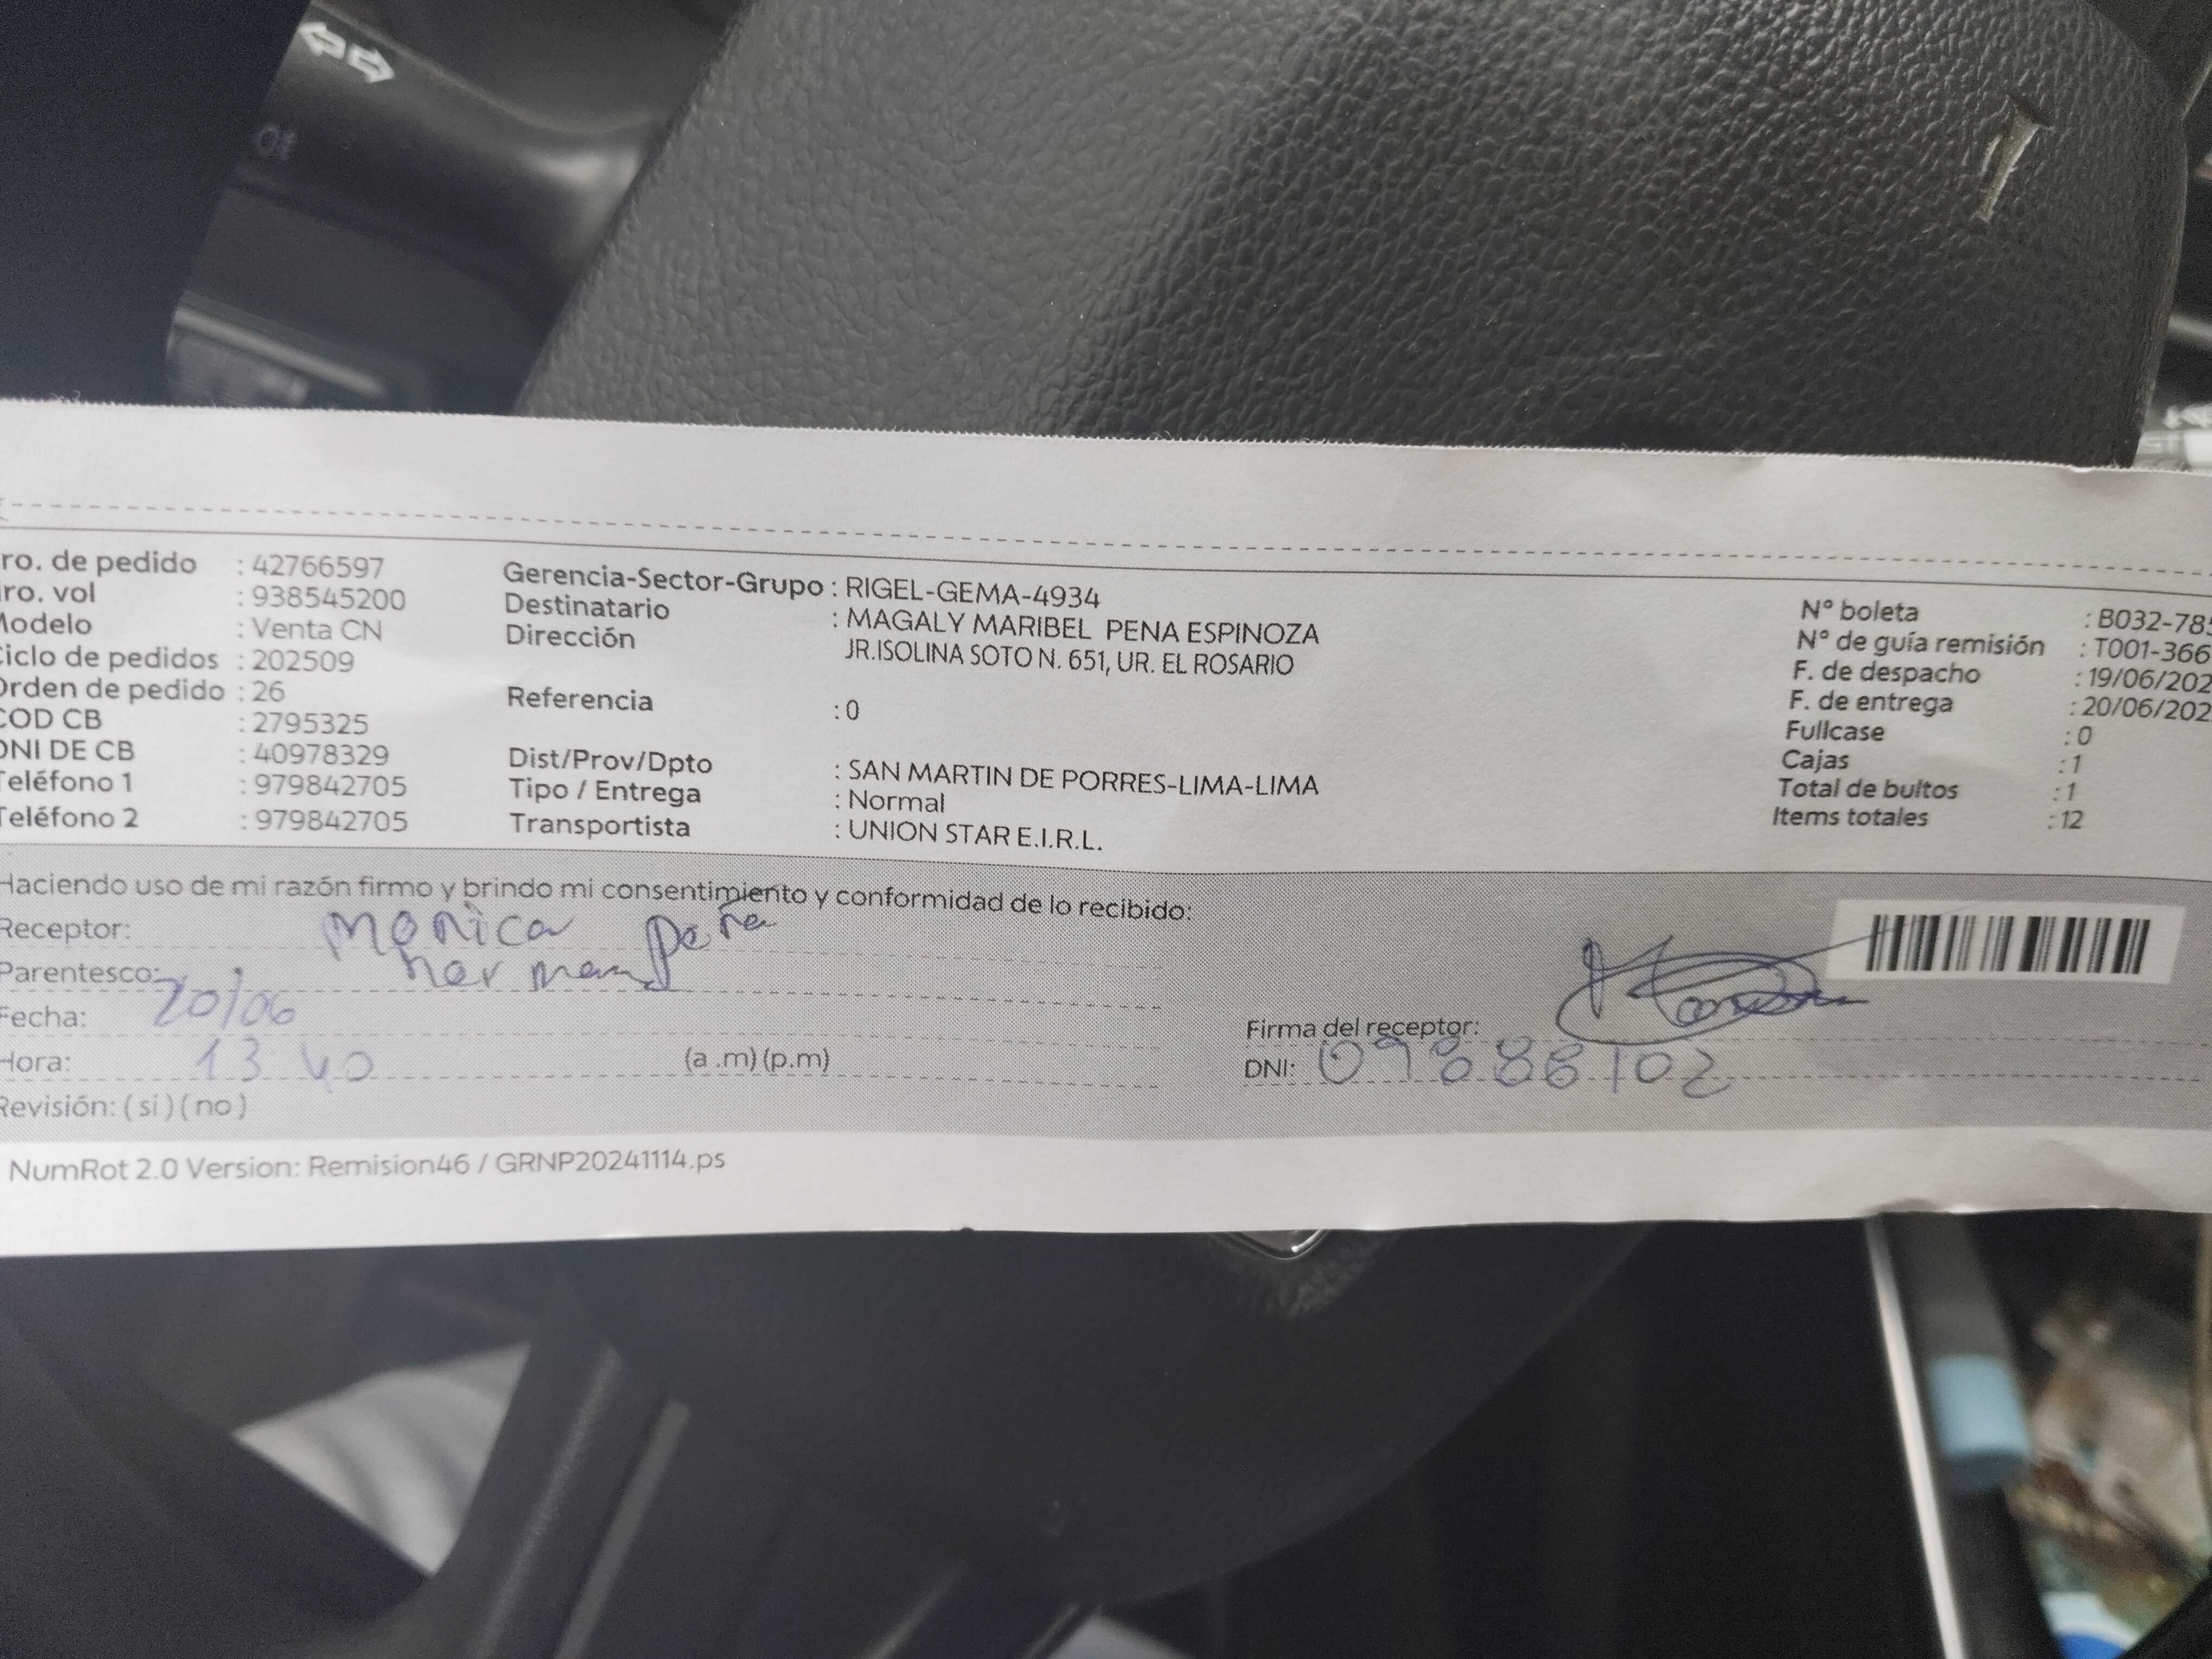 ro. de pedido : 42766597
ro. vol : 938545200
Modelo : Venta CN
Ciclo de pedidos : 202509
Orden de pedido : 26
COD CB : 2795325
DNI DE CB : 40978329
Teléfono 1 : 979842705
Teléfono 2 : 979842705
Gerencia-Sector-Grupo : RIGEL-GEMA-4934
Destinatario : MAGALY MARIBEL PENA ESPINOZA
Dirección JR.ISOLINA SOTO N. 651, UR. EL ROSARIO
Referencia : 0
Dist/Prov/Dpto : SAN MARTIN DE PORRES-LIMA-LIMA
Tipo / Entrega : Normal
Transportista : UNION STAR E.I.R.L.
N° boleta : B032-78
N° de guía remisión : T001-366
F. de despacho : 19/06/202
F. de entrega : 20/06/202
Fullcase : 0
Cajas : 1
Total de bultos : 1
Items totales : 12
Haciendo uso de mi razón firmo y brindo mi consentimiento y conformidad de lo recibido:
Receptor: Monica Peña
Parentesco: hermana
Fecha: 20/06
Hora: 13 40 (a .m) (p.m)
Revisión: ( si ) ( no )
Firma del receptor:
DNI: 09886102
NumRot 2.0 Version: Remision46 / GRNP20241114.ps